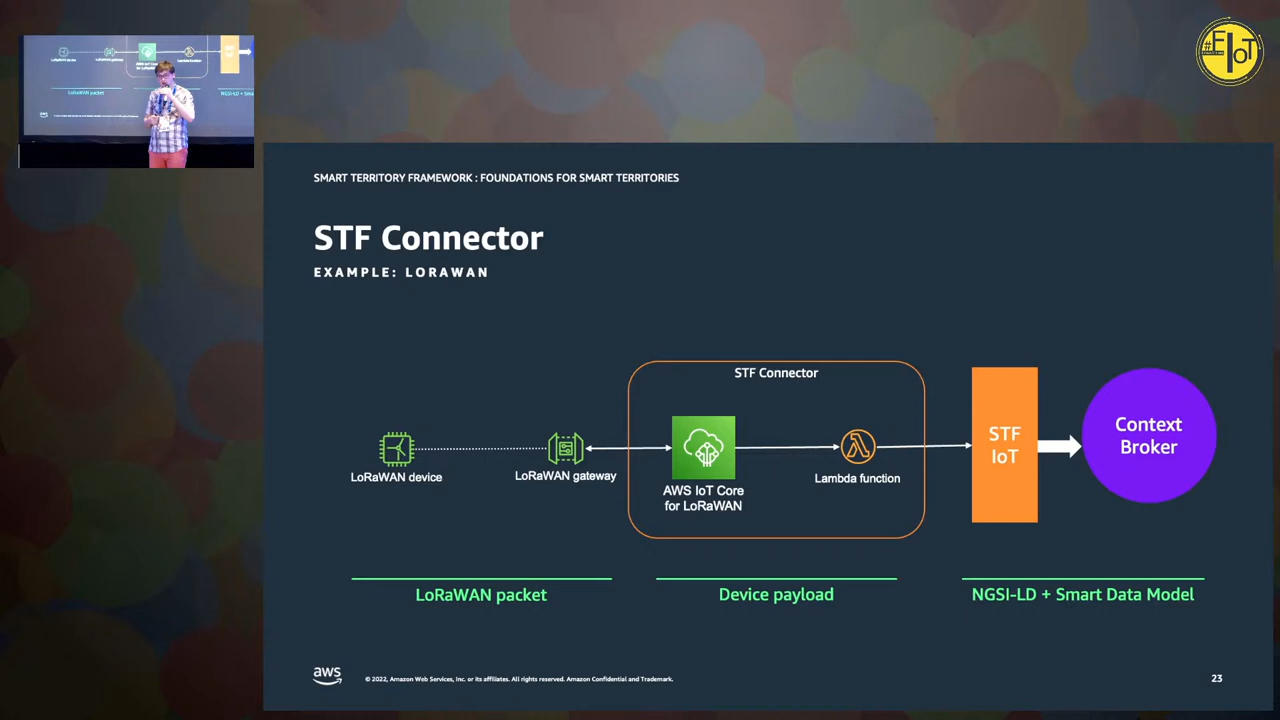 #FIoT
SMART TERRITORY FRAMEWORK : FOUNDATIONS FOR SMART TERRITORIES
STF Connector
EXAMPLE: LORAWAN
STF Connector
LoRaWAN device
LoRaWAN gateway
AWS IoT Core
for LoRaWAN
Lambda function
STF
IoT
Context
Broker
LoRaWAN packet
Device payload
NGSI-LD + Smart Data Model
aws
© 2022, Amazon Web Services, Inc. or its affiliates. All rights reserved. Amazon Confidential and Trademark.
23